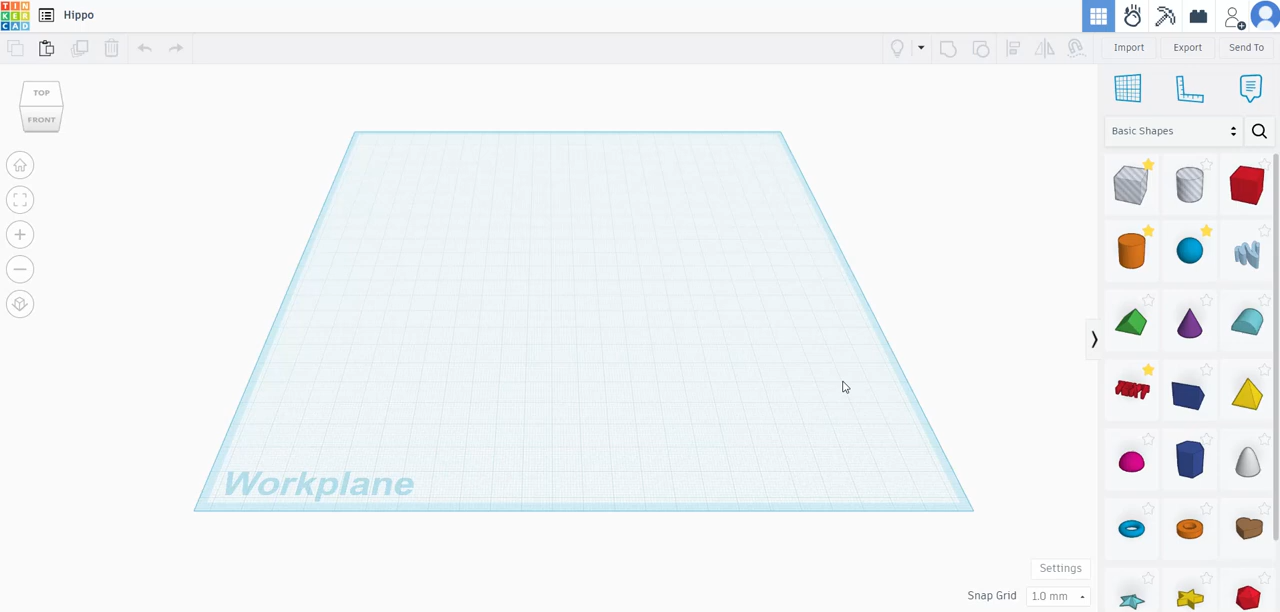 TIN
KER
CAD
Hippo
Import
Export
Send To
TOP
FRONT
Basic Shapes
TEXT
Workplane
Settings
Snap Grid
1.0 mm